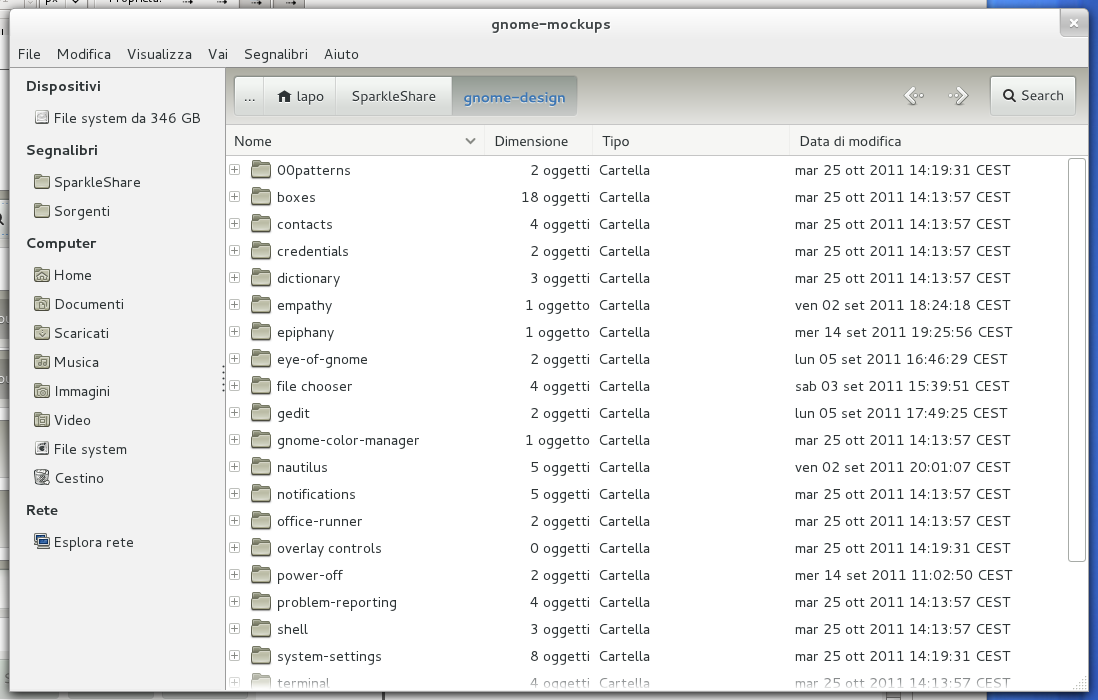 px Proprietà:
gnome-mockups
File Modifica Visualizza Vai Segnalibri Aiuto
Dispositivi
File system da 346 GB
Segnalibri
SparkleShare
Sorgenti
Computer
Home
Documenti
Scaricati
Musica
Immagini
Video
File system
Cestino
Rete
Esplora rete
... lapo SparkleShare gnome-design Search
Nome Dimensione Tipo Data di modifica
00patterns 2 oggetti Cartella mar 25 ott 2011 14:19:31 CEST
boxes 18 oggetti Cartella mar 25 ott 2011 14:13:57 CEST
contacts 4 oggetti Cartella mar 25 ott 2011 14:13:57 CEST
credentials 2 oggetti Cartella mar 25 ott 2011 14:13:57 CEST
dictionary 3 oggetti Cartella mar 25 ott 2011 14:13:57 CEST
empathy 1 oggetto Cartella ven 02 set 2011 18:24:18 CEST
epiphany 1 oggetto Cartella mer 14 set 2011 19:25:56 CEST
eye-of-gnome 2 oggetti Cartella lun 05 set 2011 16:46:29 CEST
file chooser 4 oggetti Cartella sab 03 set 2011 15:39:51 CEST
gedit 2 oggetti Cartella lun 05 set 2011 17:49:25 CEST
gnome-color-manager 1 oggetto Cartella mar 25 ott 2011 14:13:57 CEST
nautilus 5 oggetti Cartella ven 02 set 2011 20:01:07 CEST
notifications 5 oggetti Cartella mar 25 ott 2011 14:13:57 CEST
office-runner 2 oggetti Cartella mar 25 ott 2011 14:13:57 CEST
overlay controls 0 oggetti Cartella mar 25 ott 2011 14:19:31 CEST
power-off 2 oggetti Cartella mer 14 set 2011 11:02:50 CEST
problem-reporting 4 oggetti Cartella mar 25 ott 2011 14:13:57 CEST
shell 3 oggetti Cartella mar 25 ott 2011 14:13:57 CEST
system-settings 8 oggetti Cartella mar 25 ott 2011 14:19:31 CEST
terminal 4 oggetti Cartella mar 25 ott 2011 14:13:57 CEST